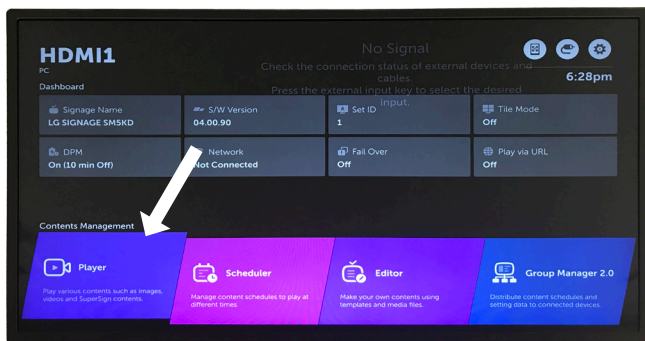 HDMI1
PC
No Signal
Check the connection status of external devices and
cables.
Press the external input key to select the desired
input.
6:28pm
Dashboard
Signage Name
LG SIGNAGE SM5KD
S/W Version
04.00.90
Set ID
1
Tile Mode
Off
DPM
On (10 min Off)
Network
Not Connected
Fail Over
Off
Play via URL
Off
Contents Management
Player
Play various contents such as images,
videos and SuperSign contents.
Scheduler
Manage content schedules to play at
different times.
Editor
Make your own contents using
templates and media files.
Group Manager 2.0
Distribute content schedules and
setting data to connected devices.